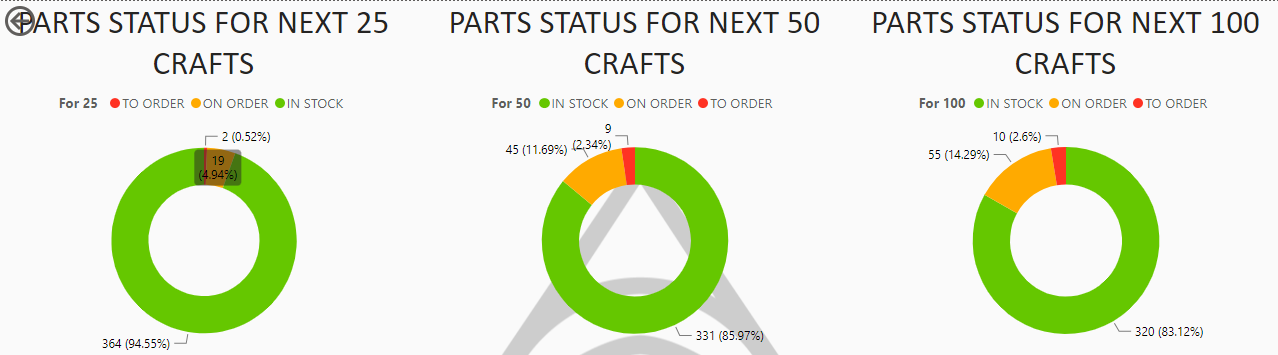 PARTS STATUS FOR NEXT 25
CRAFTS
For 25 TO ORDER ON ORDER IN STOCK
2 (0.52%)
19
(4.94%)
364 (94.55%)
PARTS STATUS FOR NEXT 50
CRAFTS
For 50 IN STOCK ON ORDER TO ORDER
9
(2.34%)
45 (11.69%)
331 (85.97%)
PARTS STATUS FOR NEXT 100
CRAFTS
For 100 IN STOCK ON ORDER TO ORDER
10 (2.6%)
55 (14.29%)
320 (83.12%)